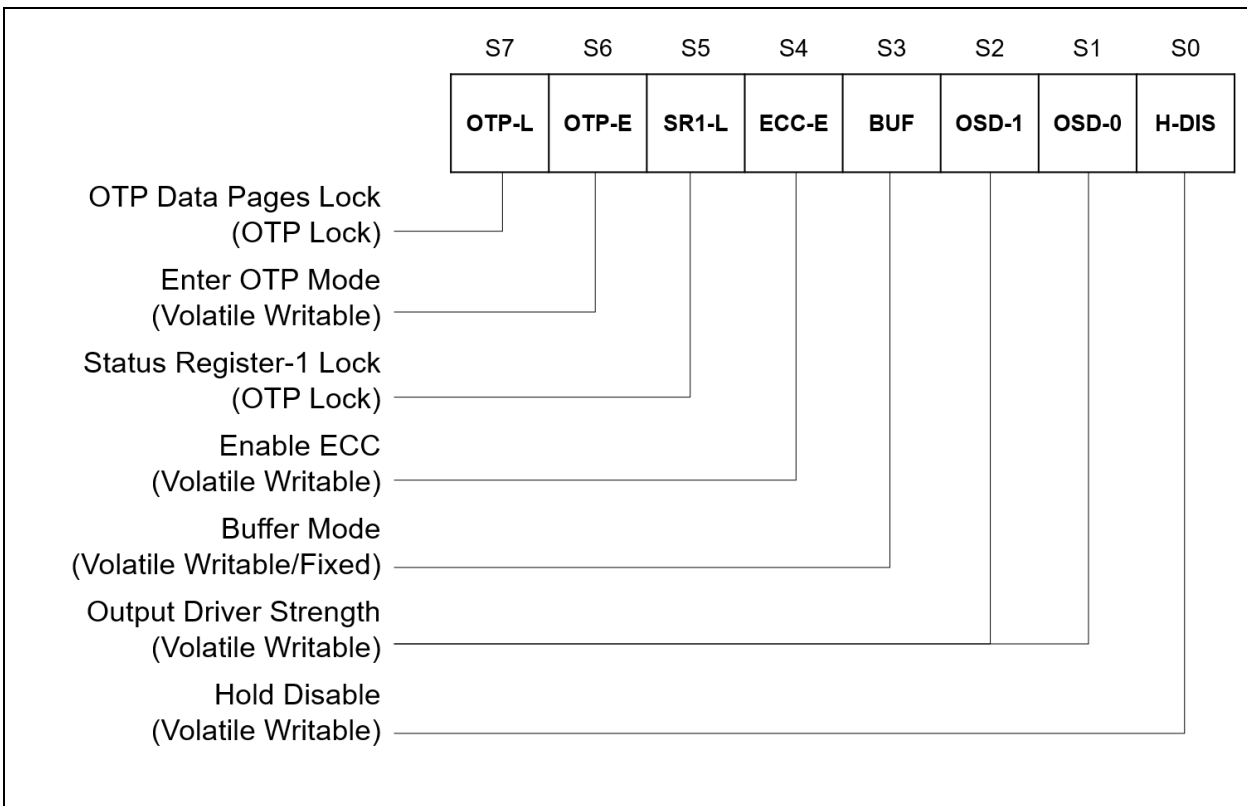 S7 S6 S5 S4 S3 S2 S1 S0
OTP-L OTP-E SR1-L ECC-E BUF OSD-1 OSD-0 H-DIS
OTP Data Pages Lock
(OTP Lock)
Enter OTP Mode
(Volatile Writable)
Status Register-1 Lock
(OTP Lock)
Enable ECC
(Volatile Writable)
Buffer Mode
(Volatile Writable/Fixed)
Output Driver Strength
(Volatile Writable)
Hold Disable
(Volatile Writable)